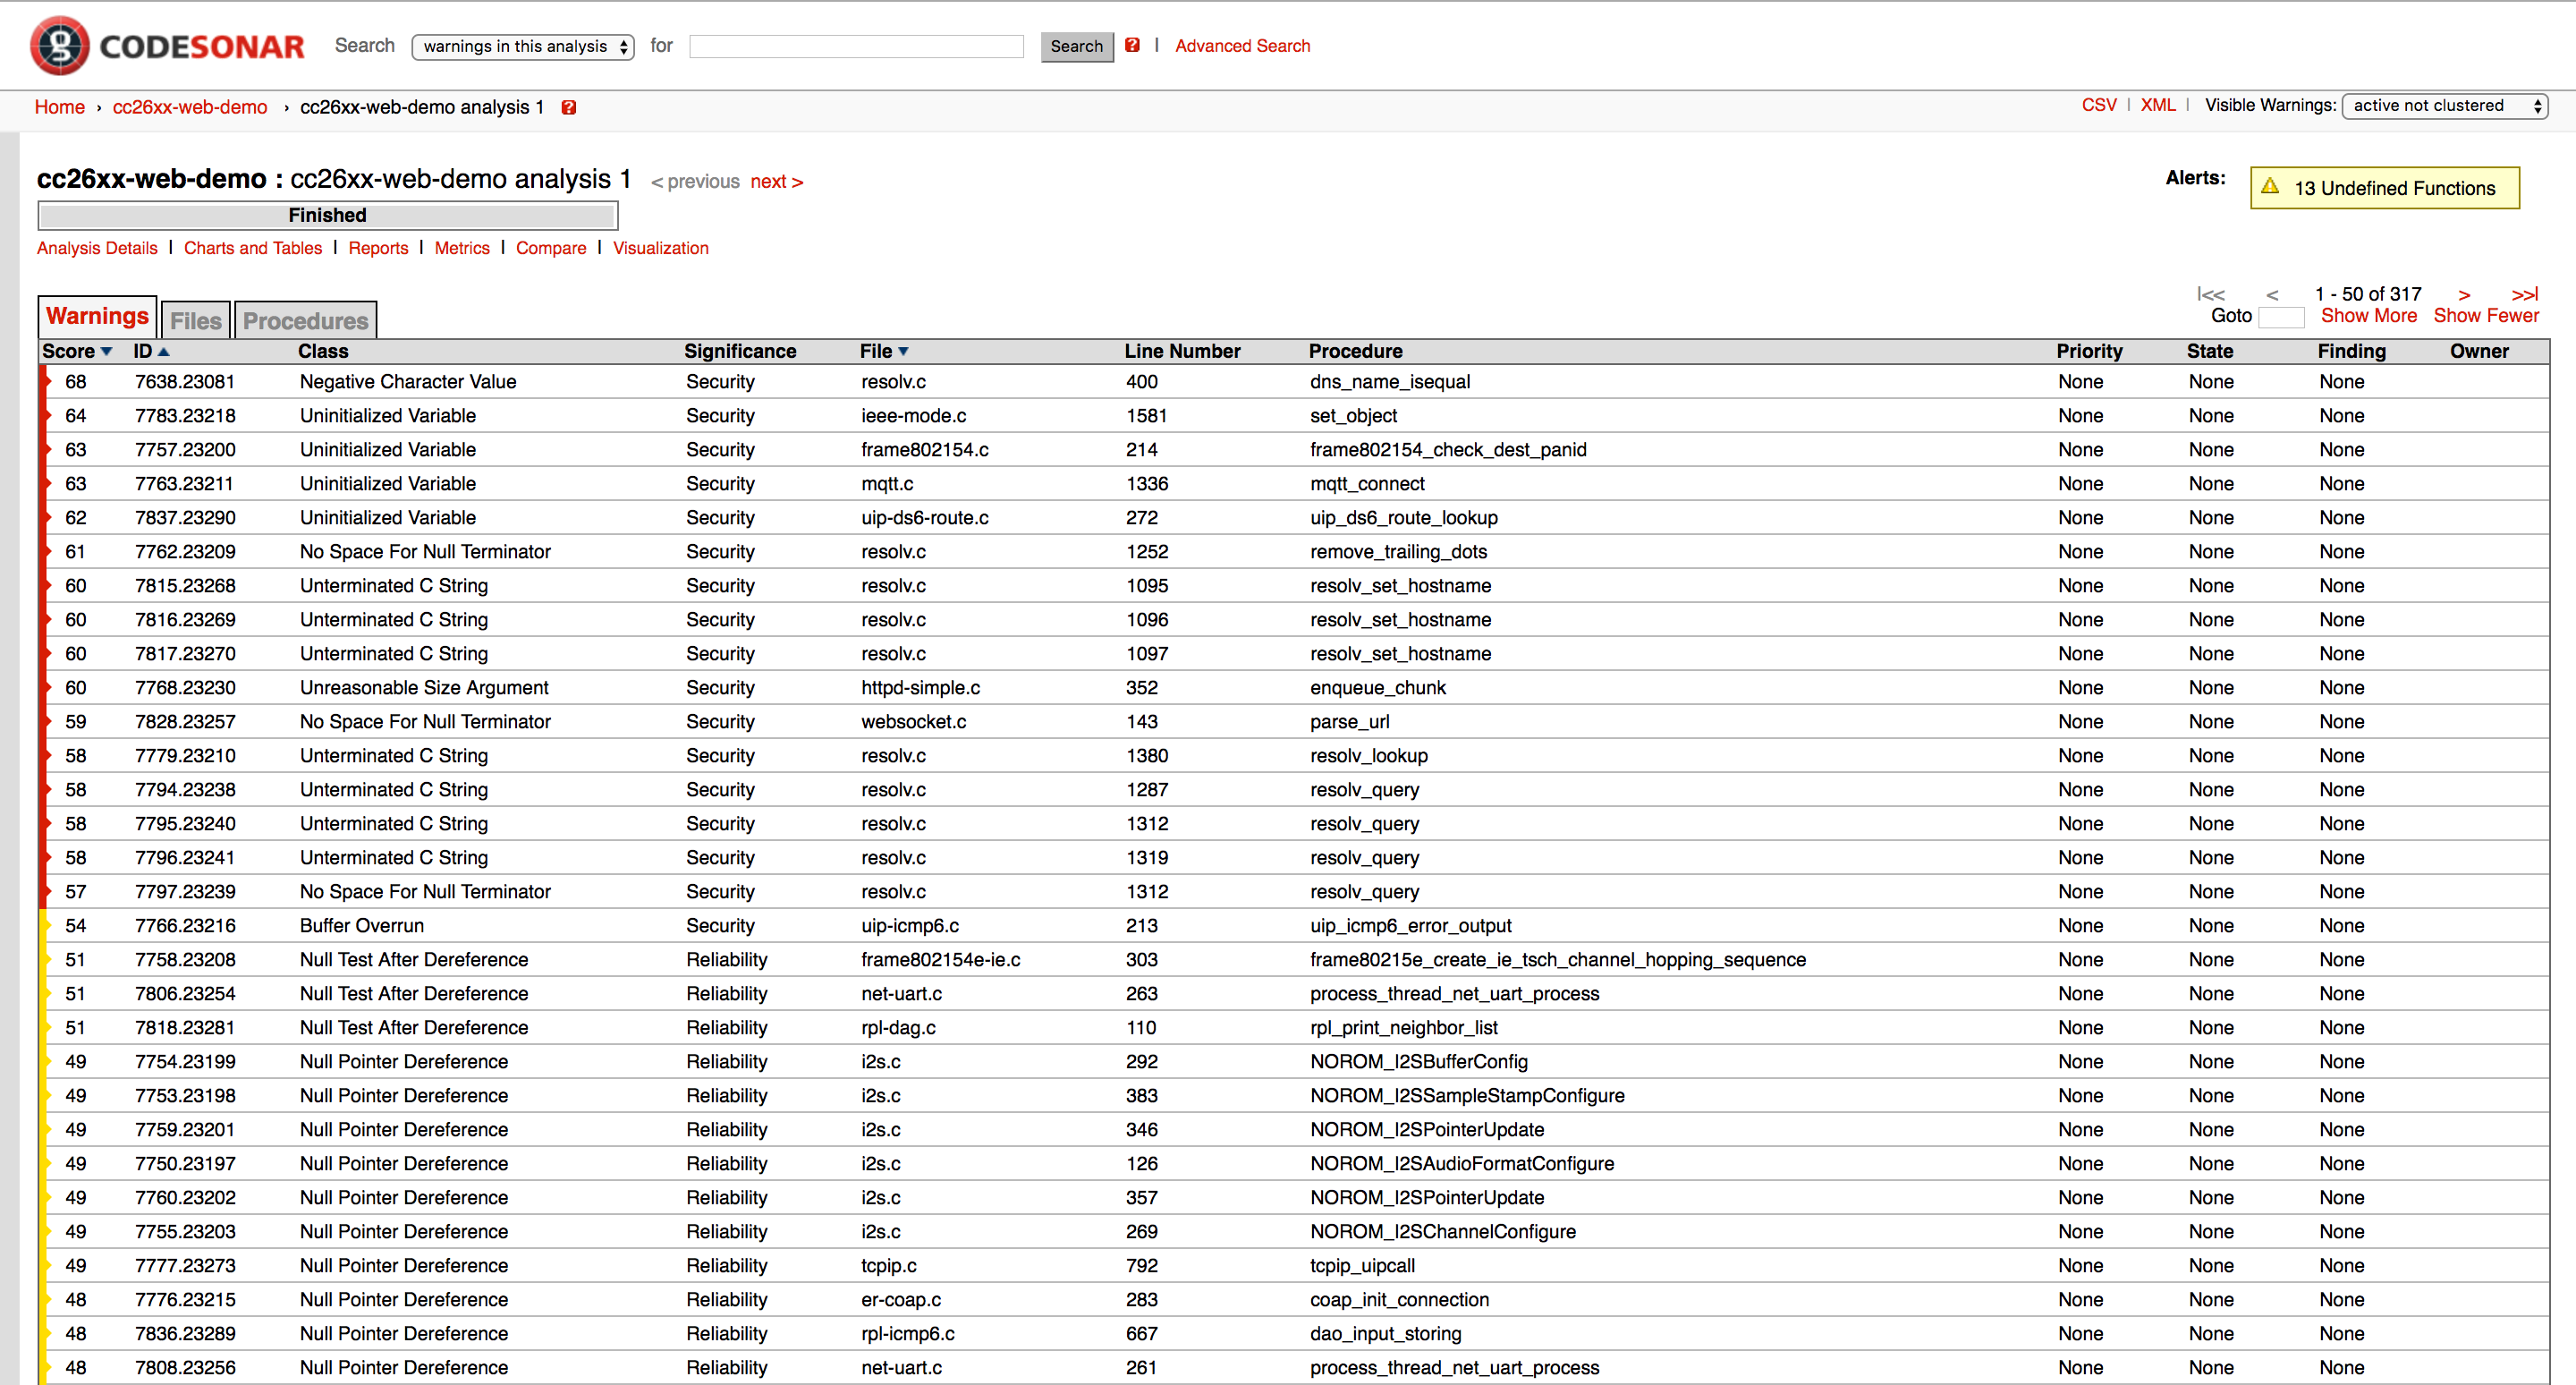 CODESONAR Search warnings in this analysis for Search ? | Advanced Search
Home › cc26xx-web-demo › cc26xx-web-demo analysis 1 ? CSV | XML | Visible Warnings: active not clustered
cc26xx-web-demo : cc26xx-web-demo analysis 1 < previous next > Alerts: 13 Undefined Functions
Finished
Analysis Details | Charts and Tables | Reports | Metrics | Compare | Visualization
|<< < 1 - 50 of 317 > >>|
Warnings Files Procedures Goto Show More Show Fewer
Score ID Class Significance File Line Number Procedure Priority State Finding Owner
68 7638.23081 Negative Character Value Security resolv.c 400 dns_name_isequal None None None
64 7783.23218 Uninitialized Variable Security ieee-mode.c 1581 set_object None None None
63 7757.23200 Uninitialized Variable Security frame802154.c 214 frame802154_check_dest_panid None None None
63 7763.23211 Uninitialized Variable Security mqtt.c 1336 mqtt_connect None None None
62 7837.23290 Uninitialized Variable Security uip-ds6-route.c 272 uip_ds6_route_lookup None None None
61 7762.23209 No Space For Null Terminator Security resolv.c 1252 remove_trailing_dots None None None
60 7815.23268 Unterminated C String Security resolv.c 1095 resolv_set_hostname None None None
60 7816.23269 Unterminated C String Security resolv.c 1096 resolv_set_hostname None None None
60 7817.23270 Unterminated C String Security resolv.c 1097 resolv_set_hostname None None None
60 7768.23230 Unreasonable Size Argument Security httpd-simple.c 352 enqueue_chunk None None None
59 7828.23257 No Space For Null Terminator Security websocket.c 143 parse_url None None None
58 7779.23210 Unterminated C String Security resolv.c 1380 resolv_lookup None None None
58 7794.23238 Unterminated C String Security resolv.c 1287 resolv_query None None None
58 7795.23240 Unterminated C String Security resolv.c 1312 resolv_query None None None
58 7796.23241 Unterminated C String Security resolv.c 1319 resolv_query None None None
57 7797.23239 No Space For Null Terminator Security resolv.c 1312 resolv_query None None None
54 7766.23216 Buffer Overrun Security uip-icmp6.c 213 uip_icmp6_error_output None None None
51 7758.23208 Null Test After Dereference Reliability frame802154e-ie.c 303 frame80215e_create_ie_tsch_channel_hopping_sequence None None None
51 7806.23254 Null Test After Dereference Reliability net-uart.c 263 process_thread_net_uart_process None None None
51 7818.23281 Null Test After Dereference Reliability rpl-dag.c 110 rpl_print_neighbor_list None None None
49 7754.23199 Null Pointer Dereference Reliability i2s.c 292 NOROM_I2SBufferConfig None None None
49 7753.23198 Null Pointer Dereference Reliability i2s.c 383 NOROM_I2SSampleStampConfigure None None None
49 7759.23201 Null Pointer Dereference Reliability i2s.c 346 NOROM_I2SPointerUpdate None None None
49 7750.23197 Null Pointer Dereference Reliability i2s.c 126 NOROM_I2SAudioFormatConfigure None None None
49 7760.23202 Null Pointer Dereference Reliability i2s.c 357 NOROM_I2SPointerUpdate None None None
49 7755.23203 Null Pointer Dereference Reliability i2s.c 269 NOROM_I2SChannelConfigure None None None
49 7777.23273 Null Pointer Dereference Reliability tcpip.c 792 tcpip_uipcall None None None
48 7776.23215 Null Pointer Dereference Reliability er-coap.c 283 coap_init_connection None None None
48 7836.23289 Null Pointer Dereference Reliability rpl-icmp6.c 667 dao_input_storing None None None
48 7808.23256 Null Pointer Dereference Reliability net-uart.c 261 process_thread_net_uart_process None None None